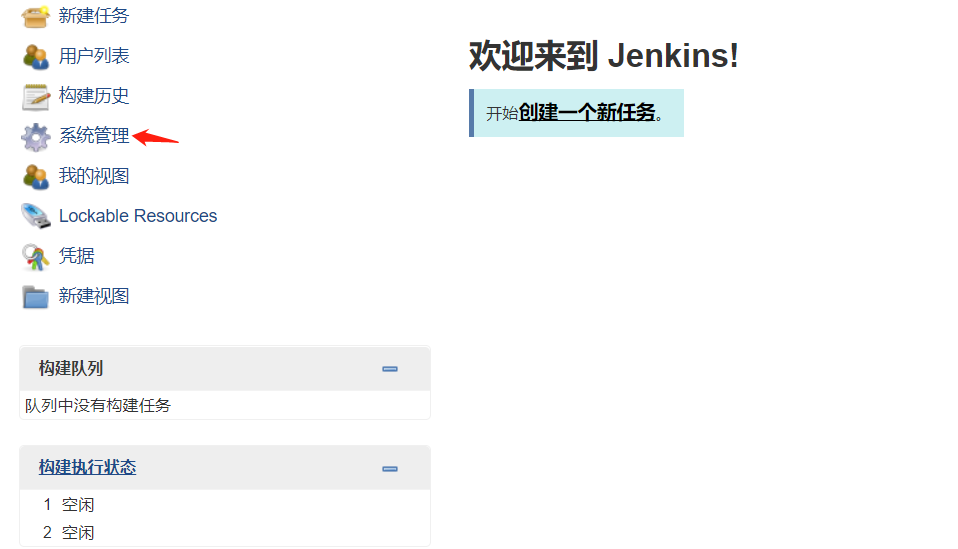 新建任务
用户列表
构建历史
系统管理
我的视图
Lockable Resources
凭据
新建视图
构建队列
队列中没有构建任务
构建执行状态
1 空闲
2 空闲
欢迎来到 Jenkins!
开始创建一个新任务。